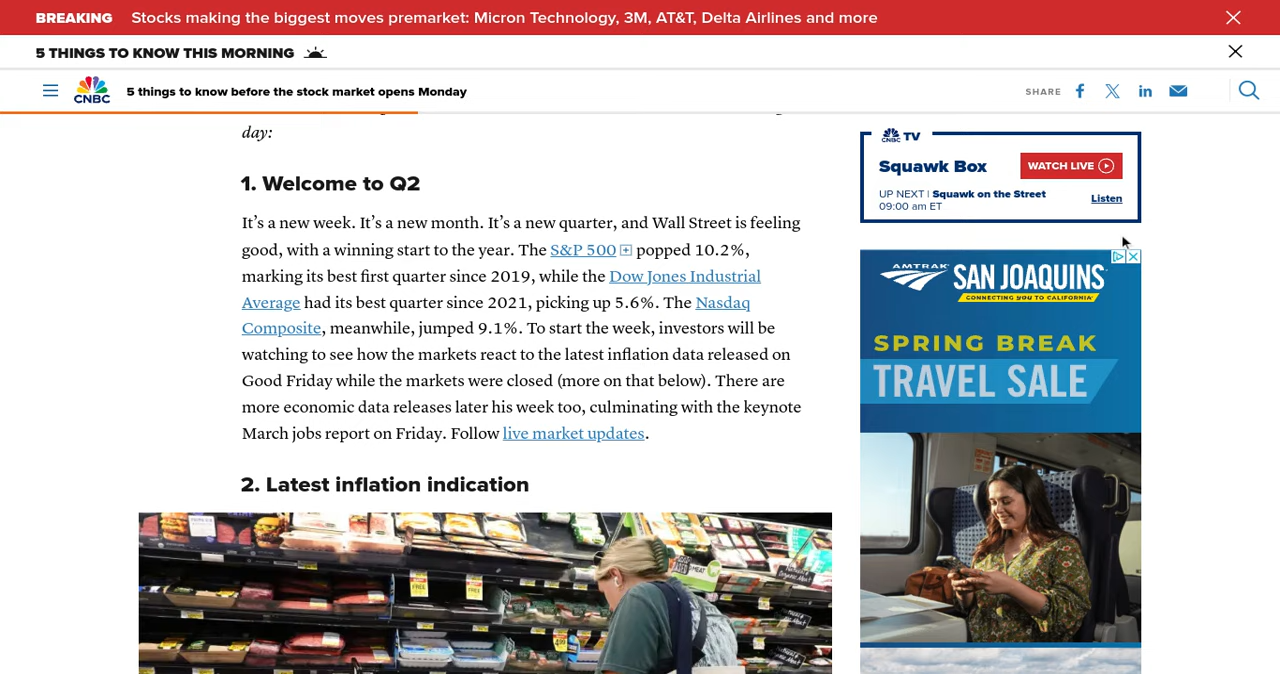 BREAKING Stocks making the biggest moves premarket: Micron Technology, 3M, AT&T, Delta Airlines and more
5 THINGS TO KNOW THIS MORNING
CNBC 5 things to know before the stock market opens Monday
SHARE
day:
1. Welcome to Q2
It’s a new week. It’s a new month. It’s a new quarter, and Wall Street is feeling
good, with a winning start to the year. The S&P 500 popped 10.2%,
marking its best first quarter since 2019, while the Dow Jones Industrial
Average had its best quarter since 2021, picking up 5.6%. The Nasdaq
Composite, meanwhile, jumped 9.1%. To start the week, investors will be
watching to see how the markets react to the latest inflation data released on
Good Friday while the markets were closed (more on that below). There are
more economic data releases later his week too, culminating with the keynote
March jobs report on Friday. Follow live market updates.
2. Latest inflation indication
CNBC TV
Squawk Box
WATCH LIVE
UP NEXT | Squawk on the Street
09:00 am ET
Listen
AMTRAK
SAN JOAQUINS
CONNECTING YOU TO CALIFORNIA
SPRING BREAK
TRAVEL SALE